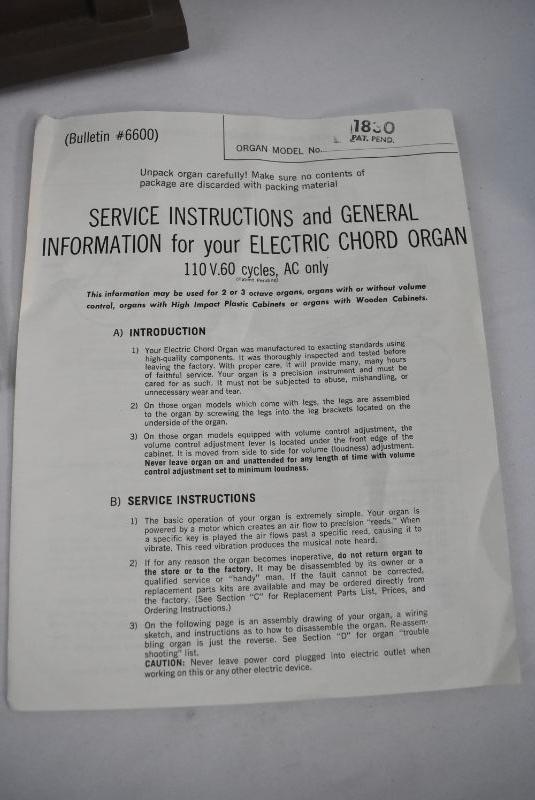 (Bulletin #6600)
ORGAN MODEL No.
PAT. PEND.
Unpack organ carefully! Make sure no contents of
package are discarded with packing material
SERVICE INSTRUCTIONS and GENERAL
INFORMATION for your ELECTRIC CHORD ORGAN
110 V.60 cycles, AC only
(Patent Pending)
This information may be used for 2 or 3 octave organs, organs with or without volume
control, organs with High Impact Plastic Cabinets or organs with Wooden Cabinets.
A) INTRODUCTION
1) Your Electric Chord Organ was manufactured to exacting standards using
high-quality components. It was thoroughly inspected and tested before
leaving the factory. With proper care, it will provide many, many hours
of faithful service. Your organ is a precision instrument and must be
cared for as such. It must not be subjected to abuse, mishandling, or
unnecessary wear and tear.
2) On those organ models which come with legs, the legs are assembled
to the organ by screwing the legs into the leg brackets located on the
underside of the organ.
3) On those organ models equipped with volume control adjustment, the
volume control adjustment lever is located under the front edge of the
cabinet. It is moved from side to side for volume (loudness) adjustment.
Never leave organ on and unattended for any length of time with volume
control adjustment set to minimum loudness.
B) SERVICE INSTRUCTIONS
1) The basic operation of your organ is extremely simple. Your organ is
powered by a motor which creates an air flow to precision "reeds." When
a specific key is played the air flows past a specific reed, causing it to
vibrate. This reed vibration produces the musical note heard.
2) If for any reason the organ becomes inoperative, do not return organ to
the store or to the factory. It may be disassembled by its owner or a
qualified service or "handy" man. If the fault cannot be corrected,
replacement parts kits are available and may be ordered directly from
the factory. (See Section "C" for Replacement Parts List, Prices, and
Ordering Instructions.)
3) On the following page is an assembly drawing of your organ, a wiring
sketch, and instructions as to how to disassemble the organ. Re-assem-
bling organ is just the reverse. See Section "D" for organ "trouble
shooting" list.
CAUTION: Never leave power cord plugged into electric outlet when
working on this or any other electric device.